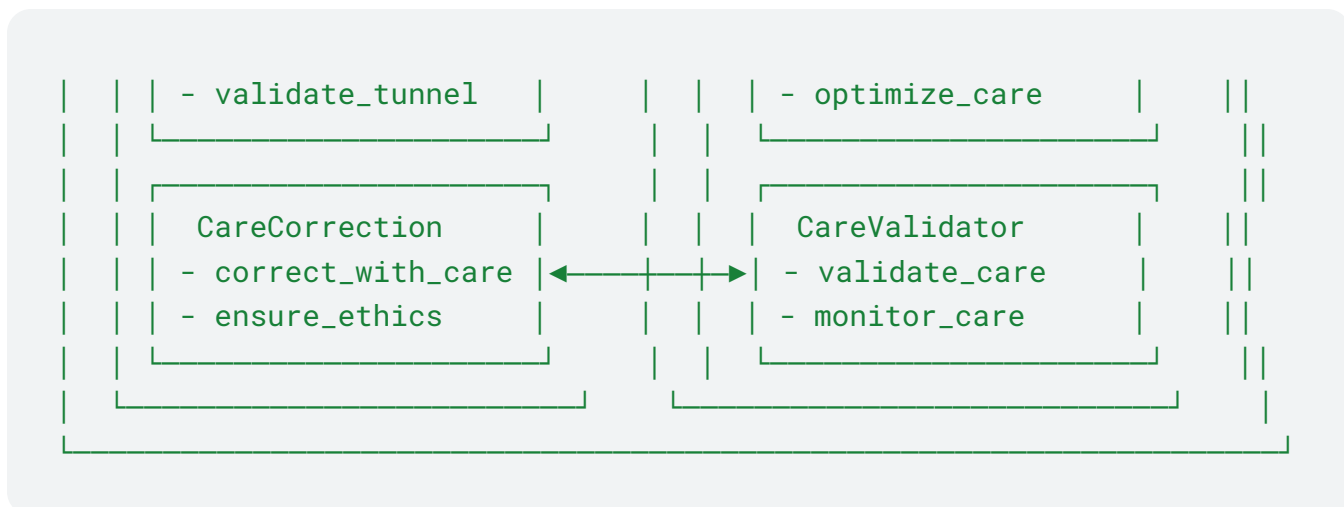 - validate_tunnel - optimize_care
CareCorrection CareValidator
- correct_with_care - validate_care
- ensure_ethics - monitor_care